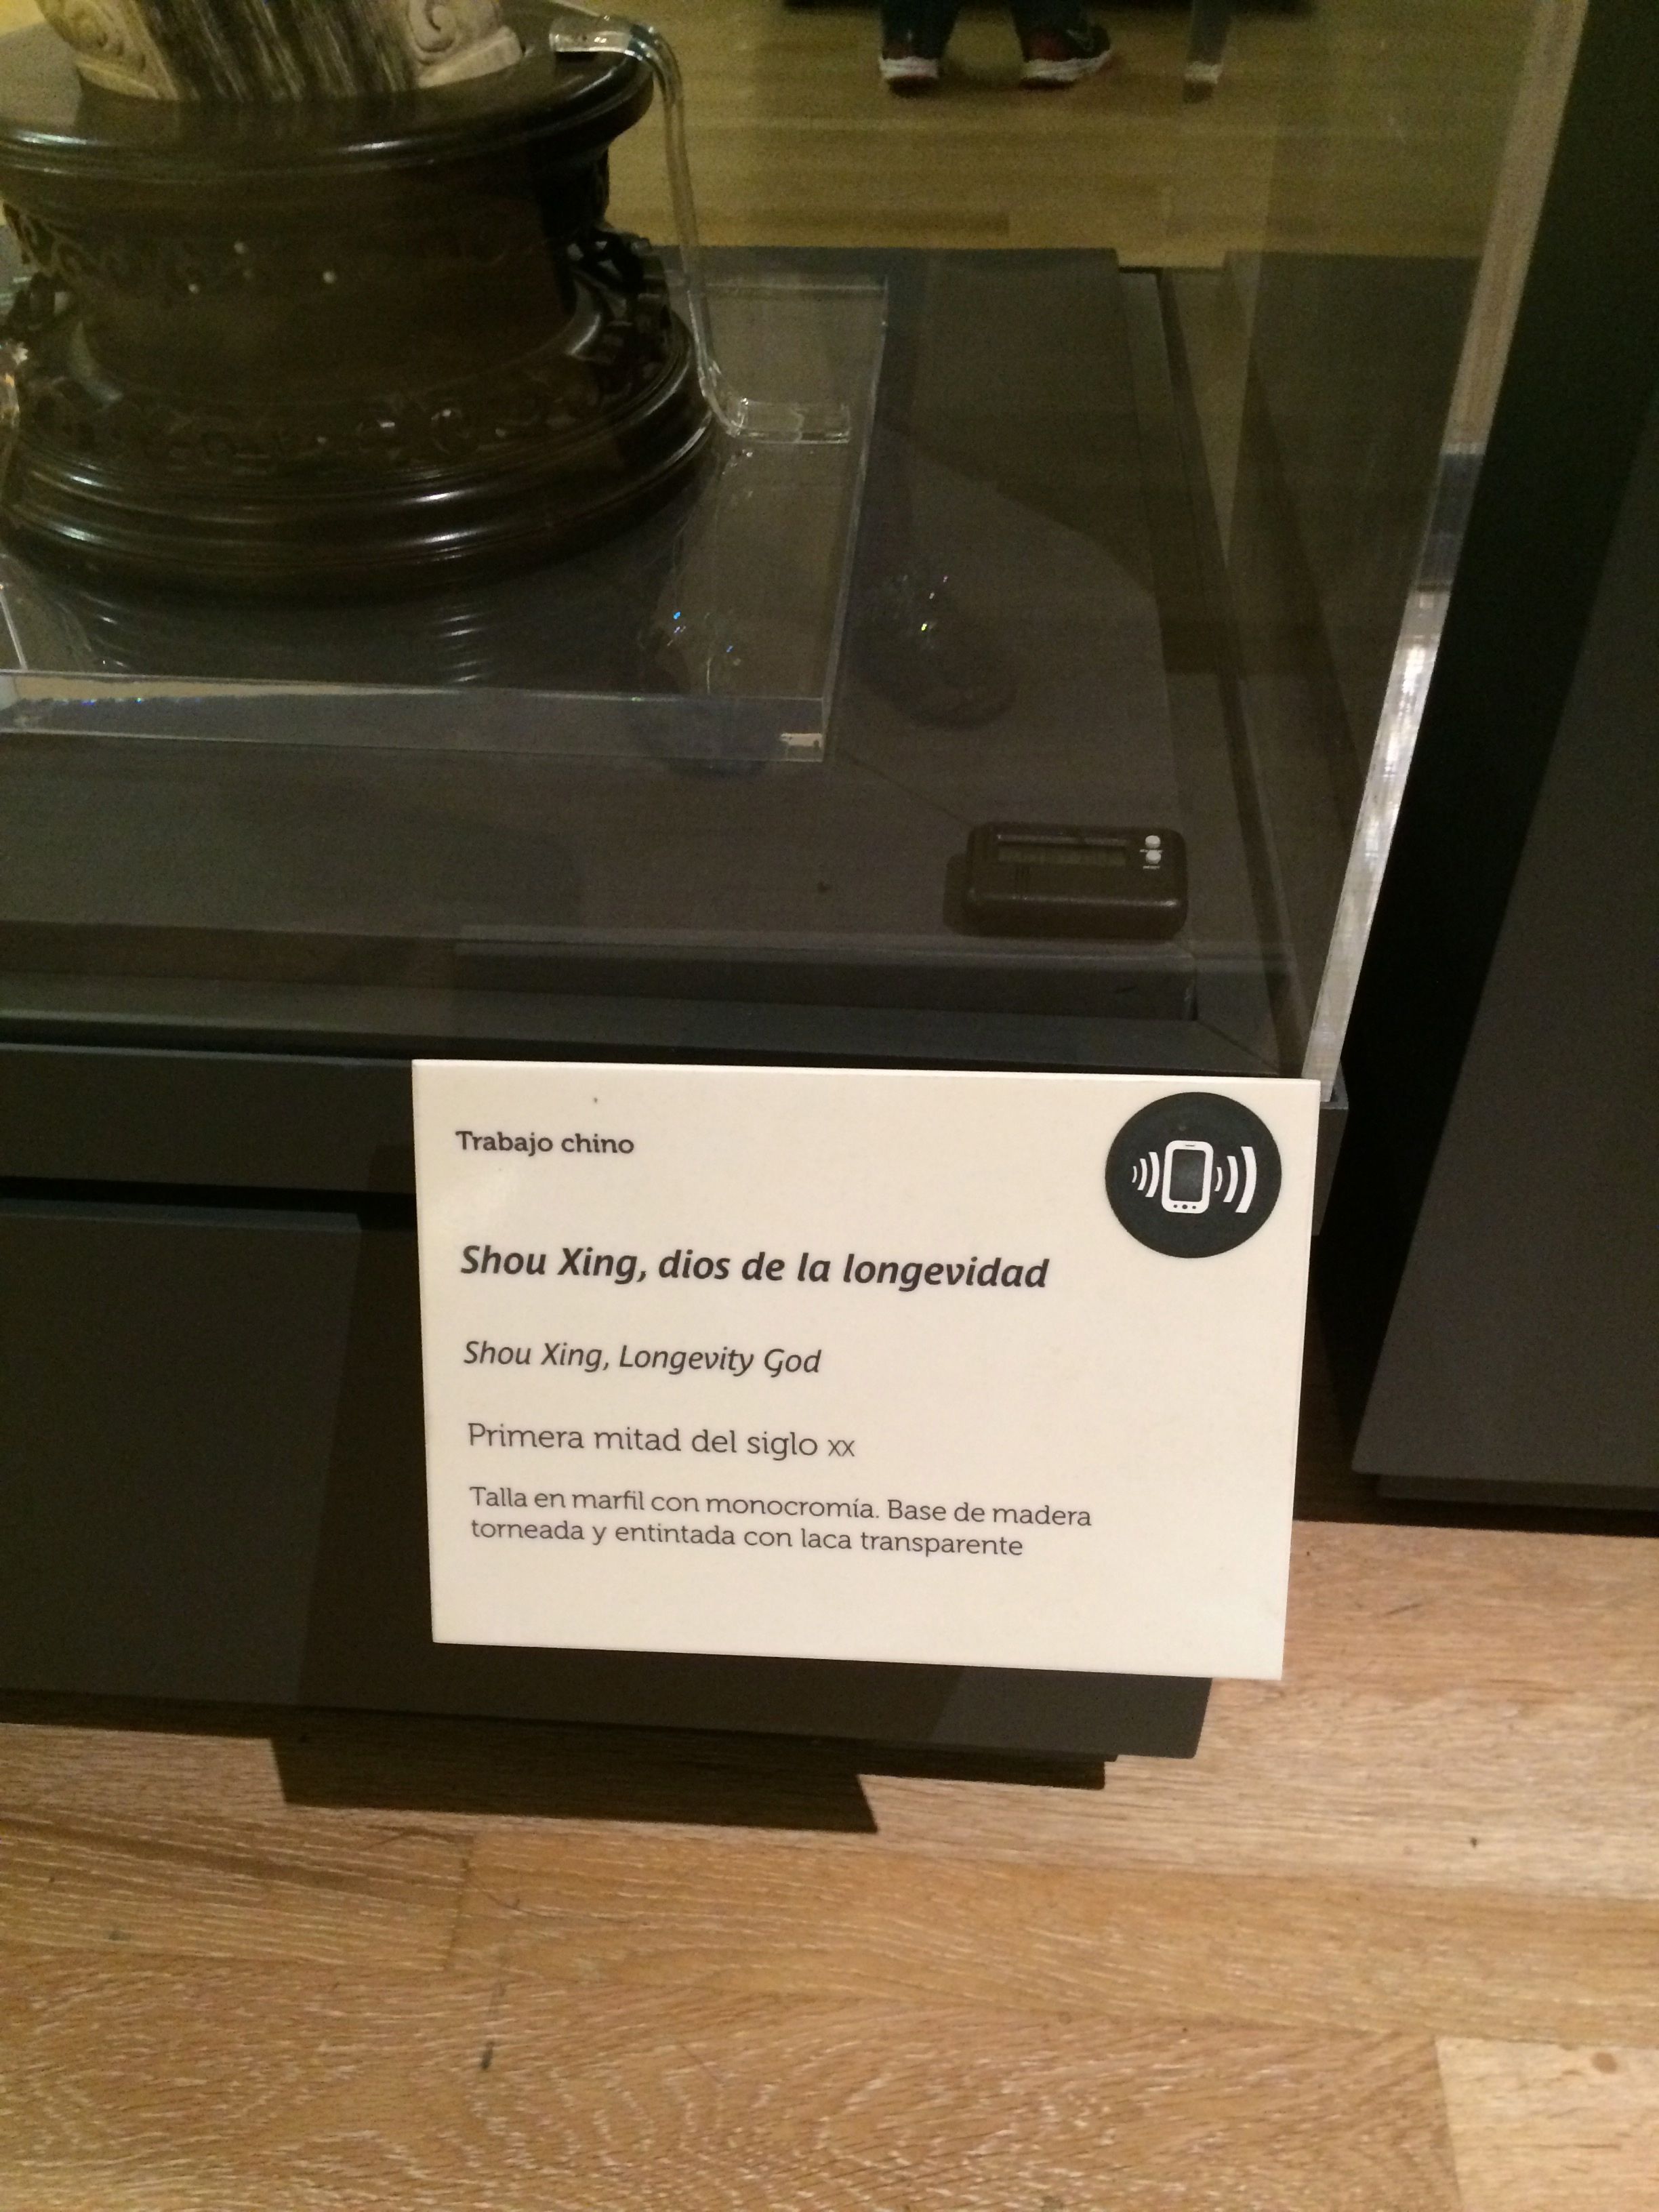 Trabajo chino
Shou Xing, dios de la longevidad
Shou Xing, Longevity God
Primera mitad del siglo xx
Talla en marfil con monocromía. Base de madera
torneada y entintada con laca transparente